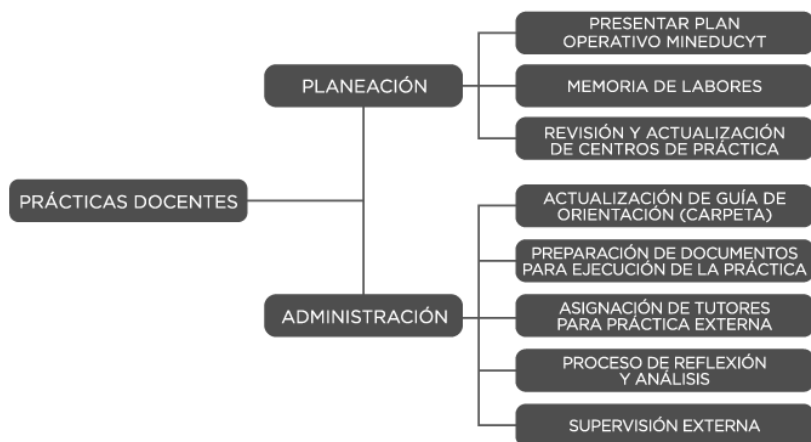 PRÁCTICAS DOCENTES
PLANEACIÓN
PRESENTAR PLAN
OPERATIVO MINEDUCYT
MEMORIA DE LABORES
REVISIÓN Y ACTUALIZACIÓN
DE CENTROS DE PRÁCTICA
ADMINISTRACIÓN
ACTUALIZACIÓN DE GUÍA DE
ORIENTACIÓN (CARPETA)
PREPARACIÓN DE DOCUMENTOS
PARA EJECUCIÓN DE LA PRÁCTICA
ASIGNACIÓN DE TUTORES
PARA PRÁCTICA EXTERNA
PROCESO DE REFLEXIÓN
Y ANÁLISIS
SUPERVISIÓN EXTERNA